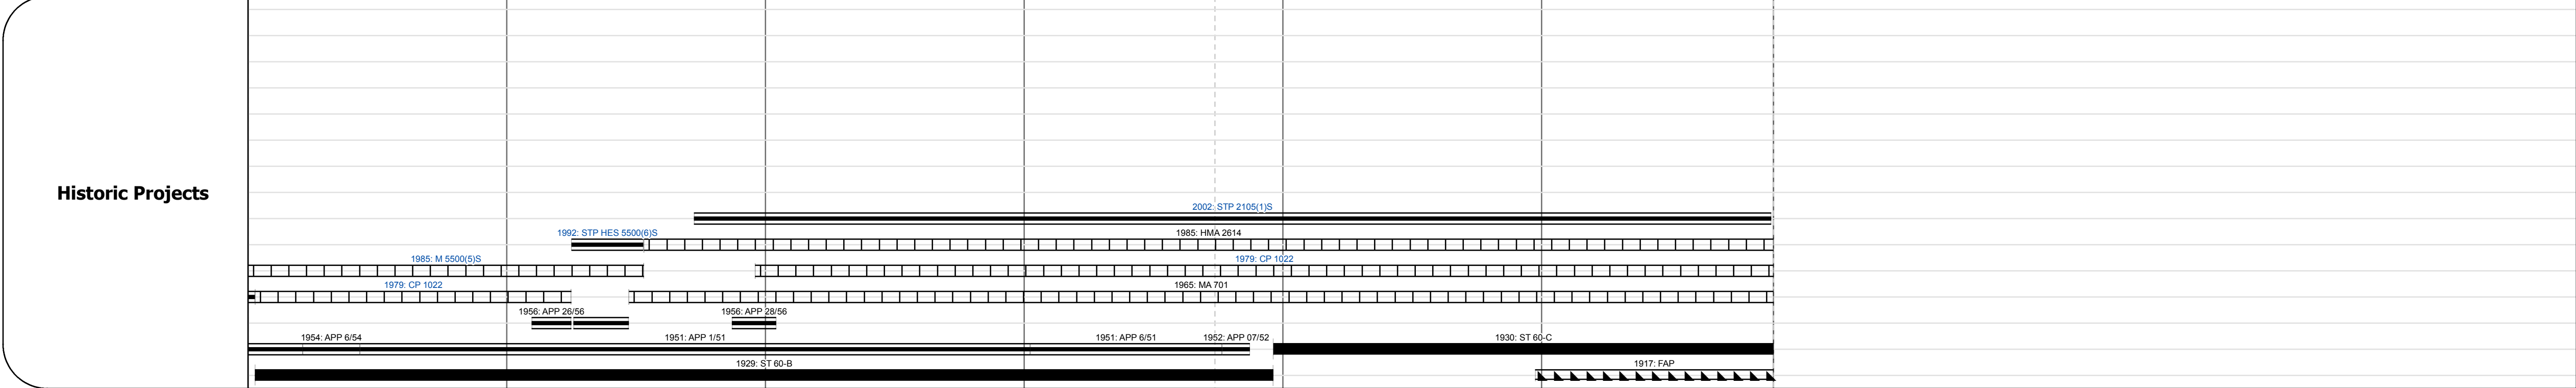 Historic Projects
2002: STP 2105(1)S
1992: STP HES 5500(6)S
1985: HMA 2614
1985: M 5500(5)S
1979: CP 1022
1979: CP 1022
1965: MA 701
1956: APP 26/56
1956: APP 28/56
1954: APP 6/54
1951: APP 1/51
1951: APP 6/51
1952: APP 07/52
1930: ST 60-C
1929: ST 60-B
1917: FAP